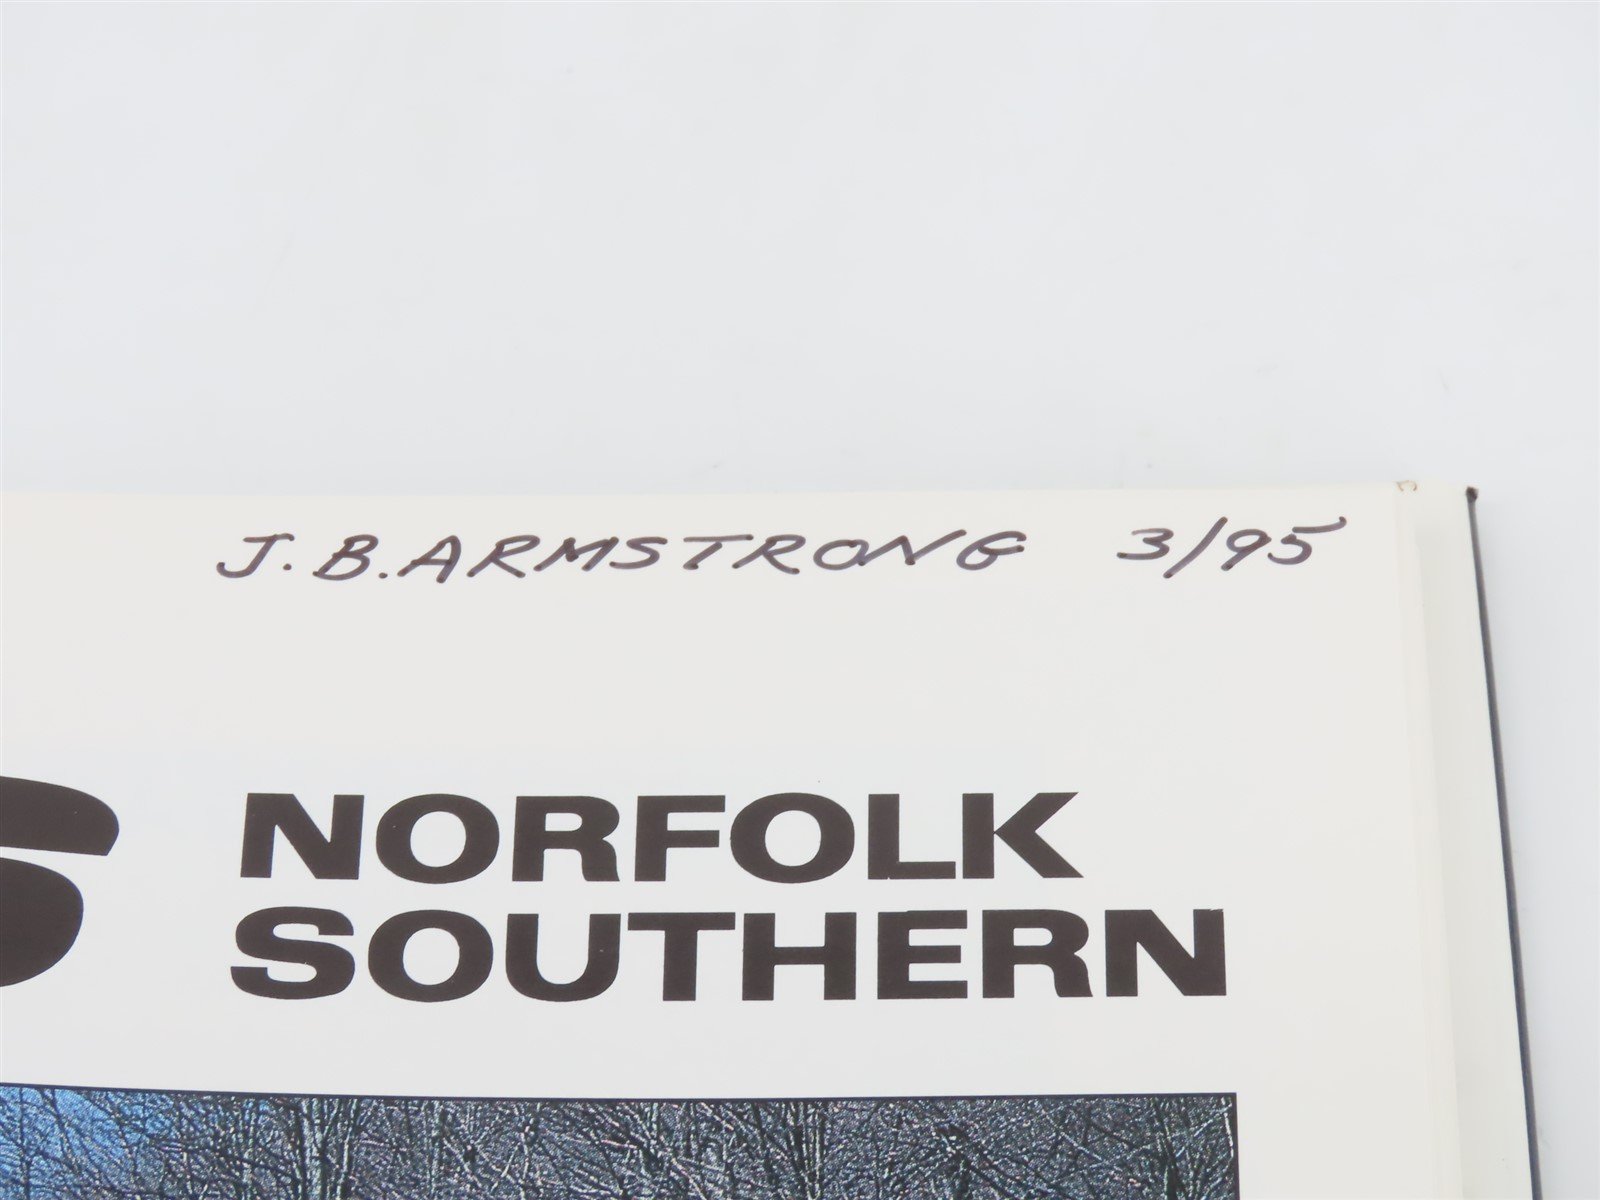 J. B. ARMSTRONG 3/95
S NORFOLK
SOUTHERN